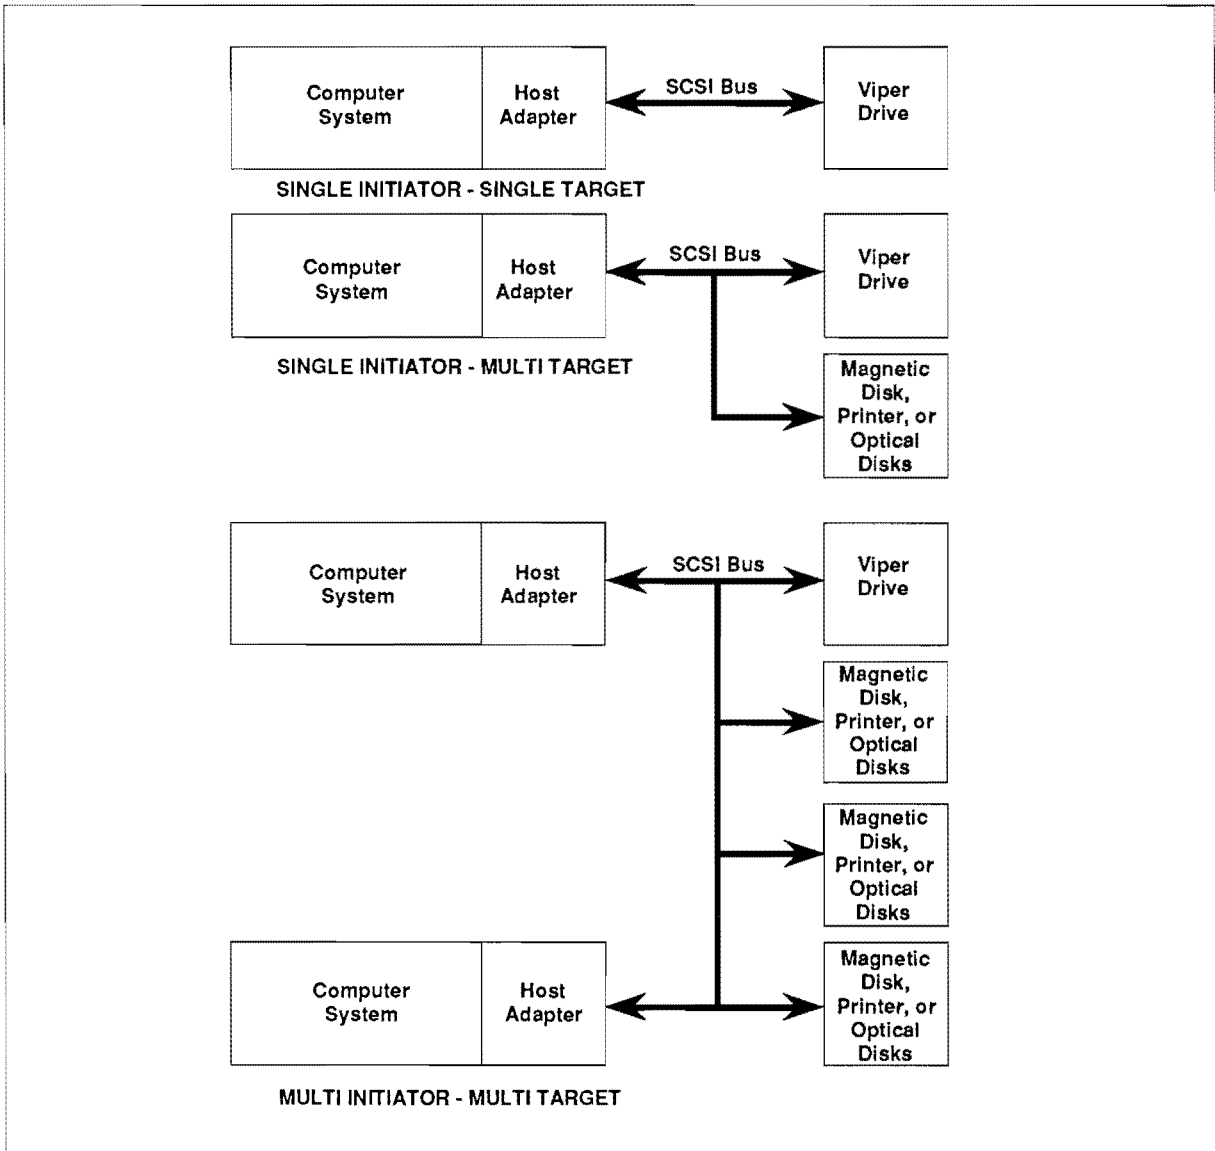 Computer
System
Host
Adapter
SCSI Bus
Viper
Drive
SINGLE INITIATOR - SINGLE TARGET
Computer
System
Host
Adapter
SCSI Bus
Viper
Drive
SINGLE INITIATOR - MULTI TARGET
Magnetic
Disk,
Printer, or
Optical
Disks
Computer
System
Host
Adapter
SCSI Bus
Viper
Drive
Magnetic
Disk,
Printer, or
Optical
Disks
Magnetic
Disk,
Printer, or
Optical
Disks
Computer
System
Host
Adapter
Magnetic
Disk,
Printer, or
Optical
Disks
MULTI INITIATOR - MULTI TARGET